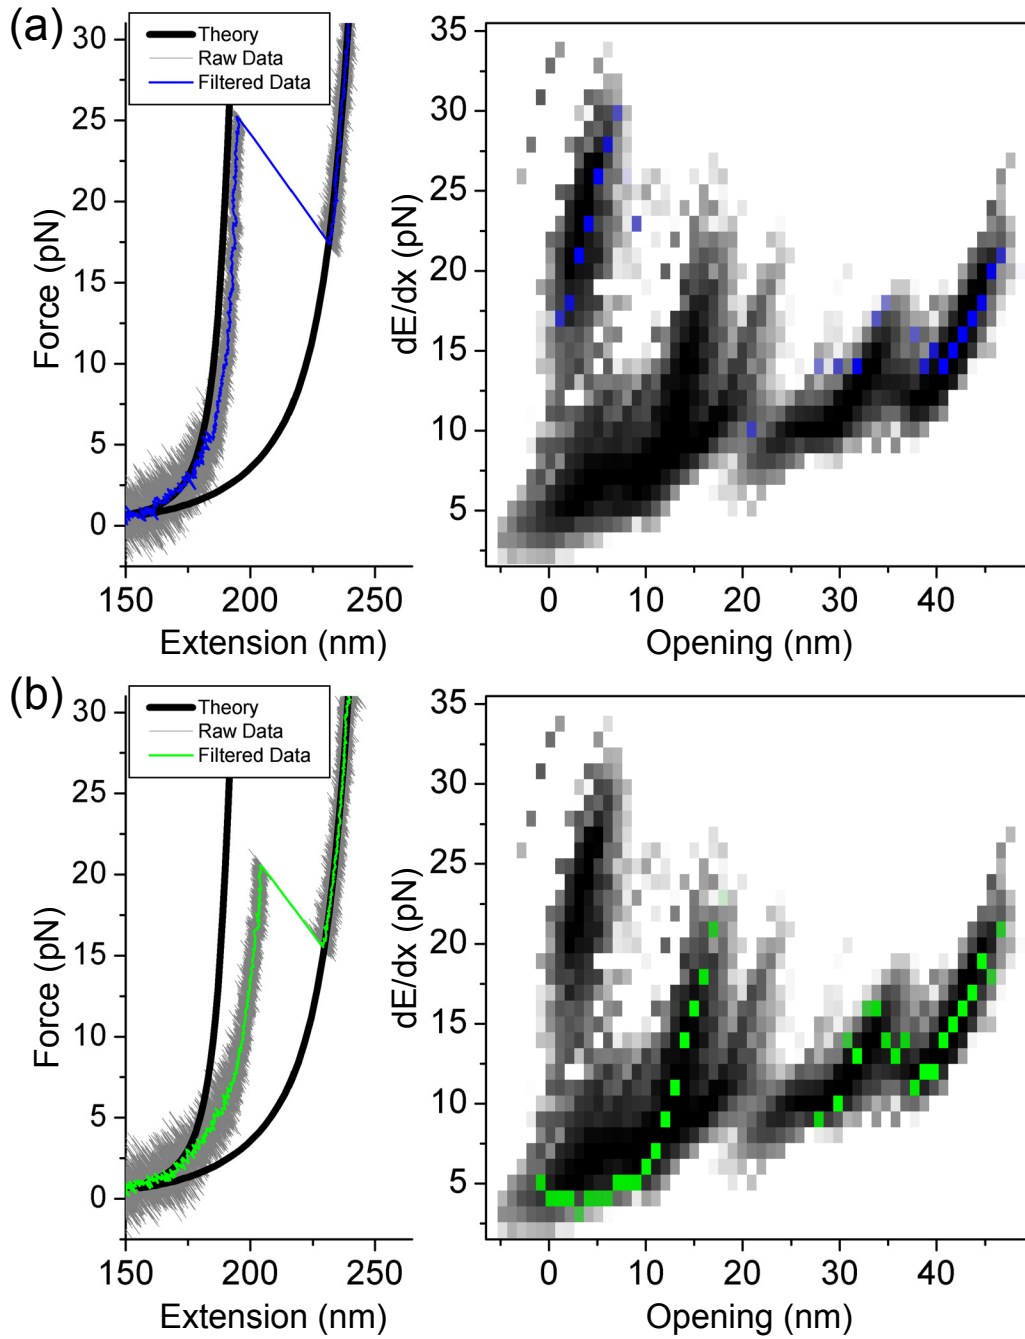 (a)
Theory
Raw Data
Filtered Data
30
25
20
15
10
5
0
Force (pN)
150 200 250
Extension (nm)
35
30
25
20
15
10
5
dE/dx (pN)
0 10 20 30 40
Opening (nm)
(b)
Theory
Raw Data
Filtered Data
30
25
20
15
10
5
0
Force (pN)
150 200 250
Extension (nm)
35
30
25
20
15
10
5
dE/dx (pN)
0 10 20 30 40
Opening (nm)